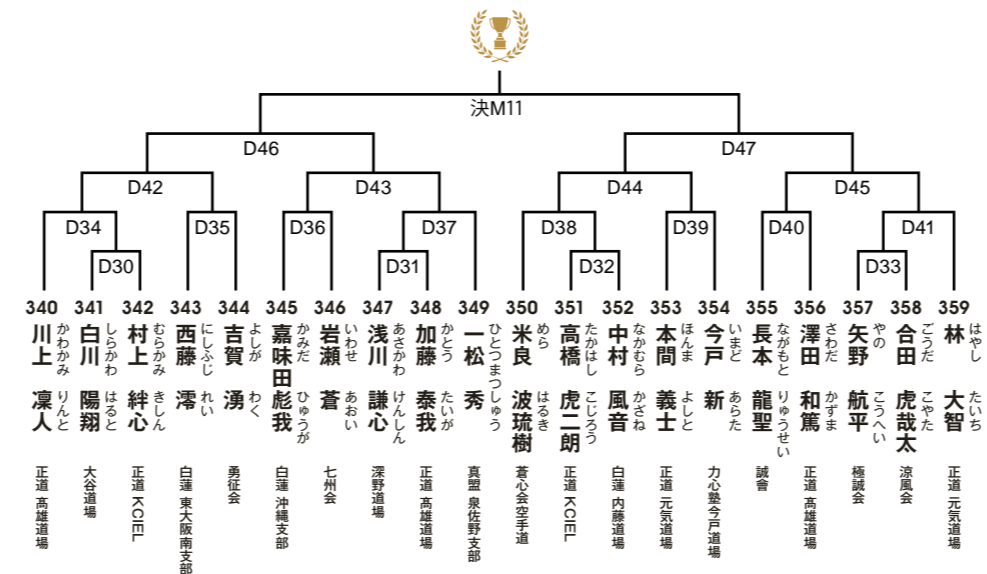 決M11
D46
D47
D42
D43
D44
D45
D34
D35
D36
D37
D38
D39
D40
D41
D30
D31
D32
D33
340
川上 凜人
かわかみ りんと
正道 髙雄道場
341
白川 陽翔
しらかわ はると
大谷道場
342
村上 絆心
むらかみ きしん
正道 KCIEL
343
西藤 澪
にしふじ れい
白蓮 東大阪南支部
344
吉賀 湧
よしが わく
勇征会
345
嘉味田 彪我
かみだ ひゅうが
白蓮 沖縄支部
346
岩瀬 蒼
いわせ あおい
七州会
347
浅川 謙心
あさかわ けんしん
深野道場
348
加藤 泰我
かとう たいが
正道 髙雄道場
349
一松 秀
ひとつまつ しゅう
真盟 泉佐野支部
350
米良 波琉樹
めら はるき
蒼心会空手道
351
高橋 虎二朗
たかはし こじろう
正道 KCIEL
352
中村 風音
なかむら かざね
白蓮 内藤道場
353
本間 義士
ほんま よしと
正道 元気道場
354
今戸 新
いまど あらた
力心塾今戸道場
355
長本 龍聖
ながもと りゅうせい
誠會
356
澤田 和篤
さわだ かずま
正道 髙雄道場
357
矢野 航平
やの こうへい
極誠会
358
合田 虎哉太
ごうだ こやた
涼風会
359
林 大智
はやし たいち
正道 元気道場